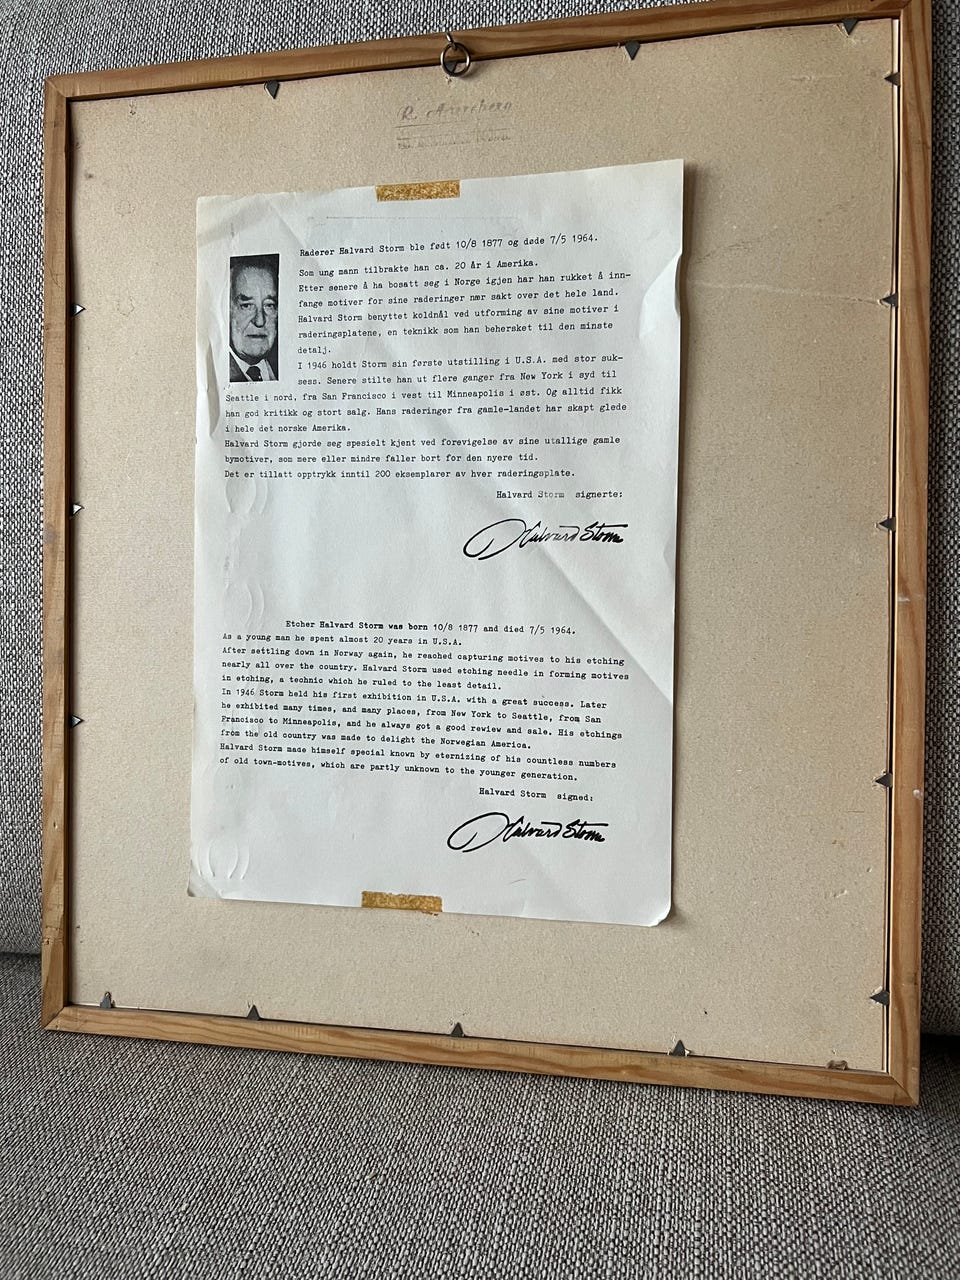 R.
Raderer Halvard Storm ble født 10/8 1877 og døde 7/5 1964.
Som ung mann tilbrakte han ca. 20 år i Amerika.
Etter senere å ha bosatt seg i Norge igjen har han rukket å inn-
fange motiver for sine raderinger nær sakt over det hele land.
Halvard Storm benyttet koldnål ved utforming av sine motiver i
raderingsplatene, en teknikk som han behersket til den minste
detalj.
I 1946 holdt Storm sin første utstilling i U.S.A. med stor suk-
sess. Senere stilte han ut flere ganger fra New York i syd til
Seattle i nord, fra San Francisco i vest til Minneapolis i øst. Og alltid fikk
han god kritikk og stort salg. Hans raderinger fra gamle-landet har skapt glede
i hele det norske Amerika.
Halvard Storm gjorde seg spesielt kjent ved forevigelse av sine utallige gamle
bymotiver, som mere eller mindre faller bort for den nyere tid.
Det er tillatt opptrykk inntil 200 eksemplarer av hver raderingsplate.
Halvard Storm signerte:
Halvard Storm
Etcher Halvard Storm was born 10/8 1877 and died 7/5 1964.
As a young man he spent almost 20 years in U.S.A.
After settling down in Norway again, he reached capturing motives to his etching
nearly all over the country. Halvard Storm used etching needle in forming motives
in etching, a technic which he ruled to the least detail.
In 1946 Storm held his first exhibition in U.S.A. with a great success. Later
he exhibited many times, and many places, from New York to Seattle, from San
Francisco to Minneapolis, and he always got a good rewiew and sale. His etchings
from the old country was made to delight the Norwegian America.
Halvard Storm made himself special known by eternizing of his countless numbers
of old town-motives, which are partly unknown to the younger generation.
Halvard Storm signed:
Halvard Storm